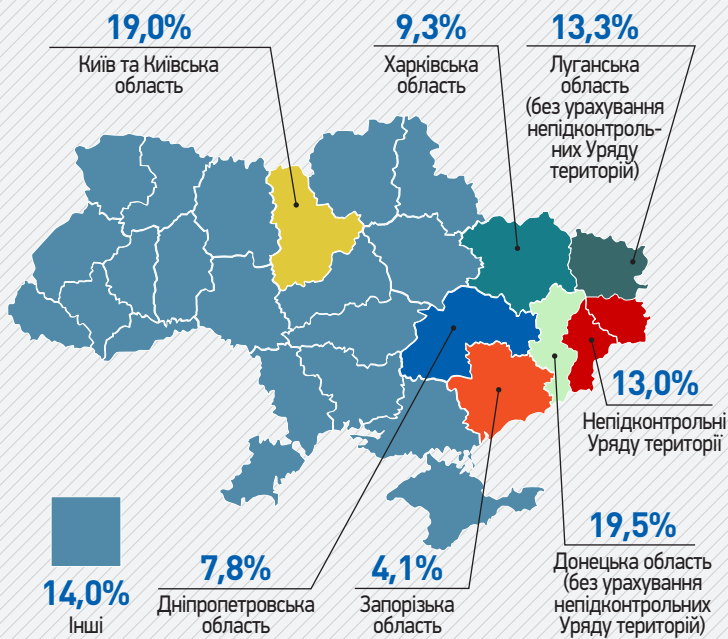 19,0%
Київ та Київська
область
9,3%
Харківська
область
13,3%
Луганська
область
(без урахування
непідконтроль-
них Уряду
територій)
13,0%
Непідконтрольні
Уряду території
19,5%
Донецька область
(без урахування
непідконтрольних
Уряду територій)
4,1%
Запорізька
область
7,8%
Дніпропетровська
область
14,0%
Інші